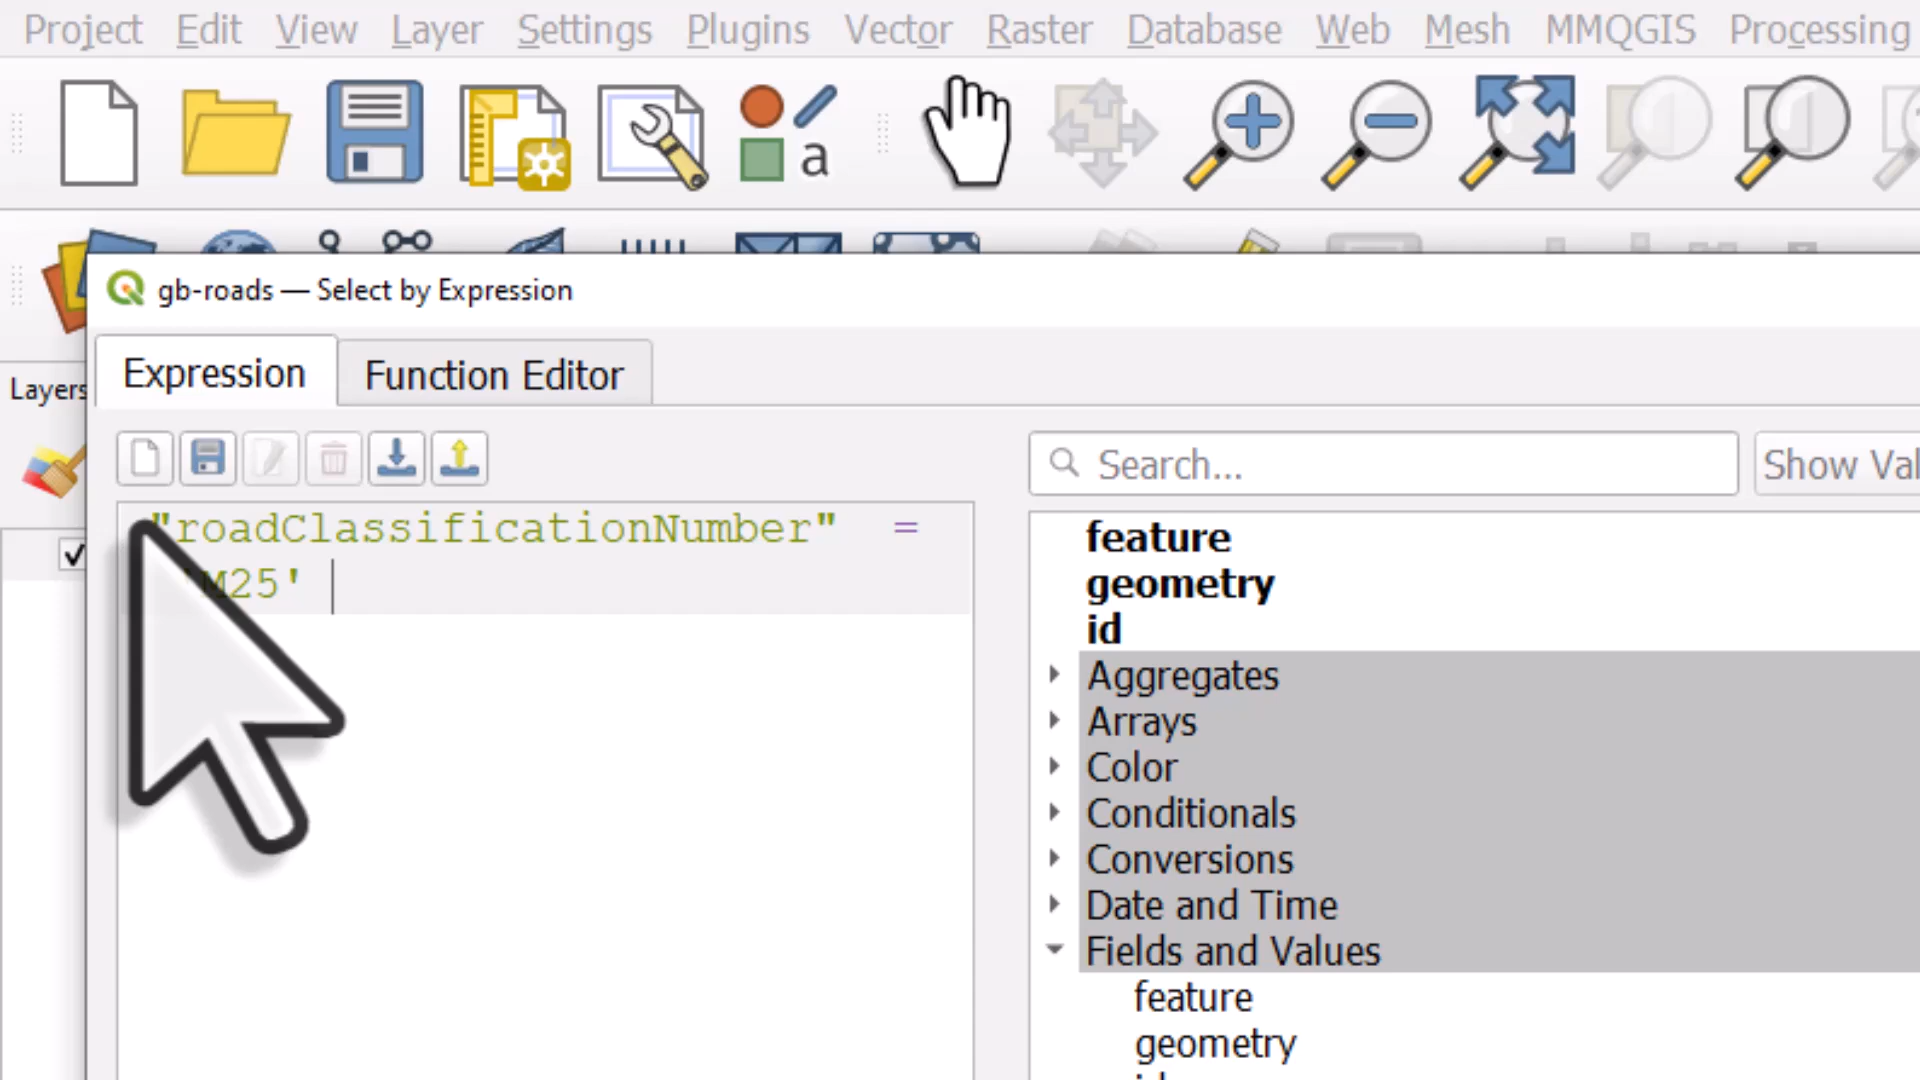 Project Edit View Layer Settings Plugins Vector Raster Database Web Mesh MMQGIS Processing
a
gb-roads — Select by Expression
Expression Function Editor
Layers
Search... Show Val
"roadClassificationNumber" =
'M25'
feature
geometry
id
Aggregates
Arrays
Color
Conditionals
Conversions
Date and Time
Fields and Values
feature
geometry